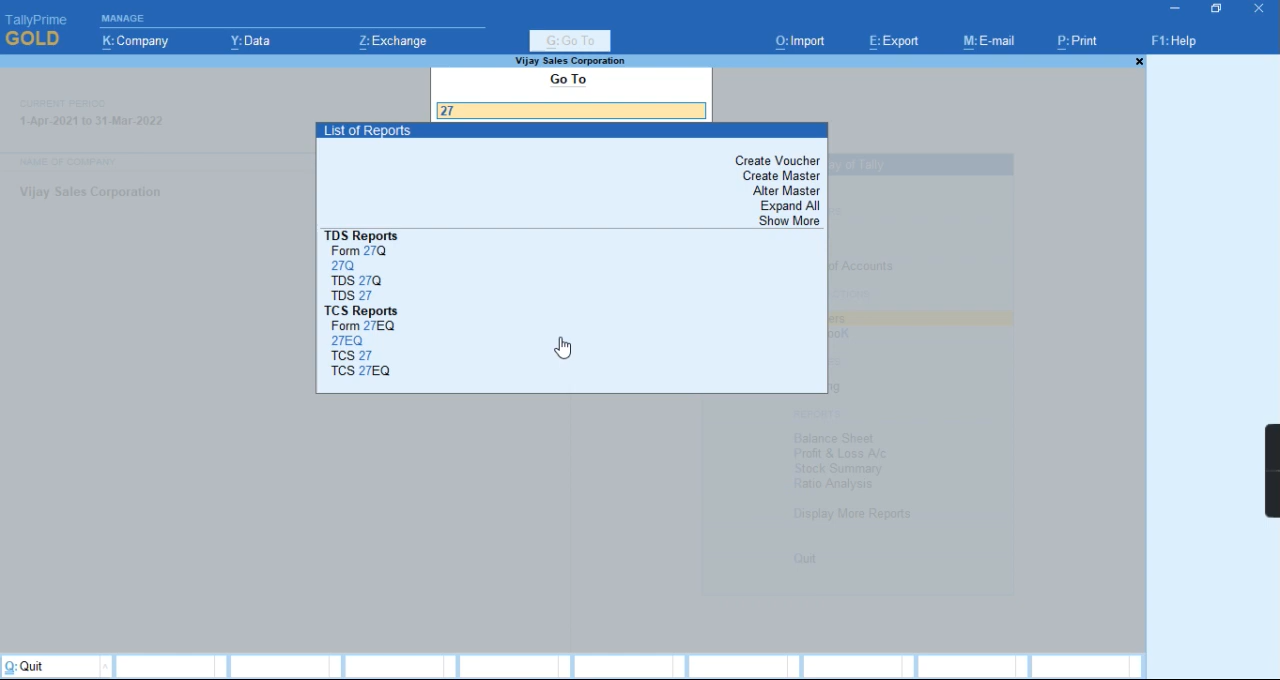 TallyPrime
GOLD
MANAGE
K: Company
Y: Data
Z: Exchange
G: Go To
O: Import
E: Export
M: E-mail
P: Print
F1: Help
Vijay Sales Corporation
Go To
27
CURRENT PERIOD
1-Apr-2021 to 31-Mar-2022
NAME OF COMPANY
Vijay Sales Corporation
List of Reports
Create Voucher
Create Master
Alter Master
Expand All
Show More
TDS Reports
Form 27Q
27Q
TDS 27Q
TDS 27
TCS Reports
Form 27EQ
27EQ
TCS 27
TCS 27EQ
of Tally
of Accounts
REPORTS
Balance Sheet
Profit & Loss A/c
Stock Summary
Ratio Analysis
Display More Reports
Quit
Q: Quit